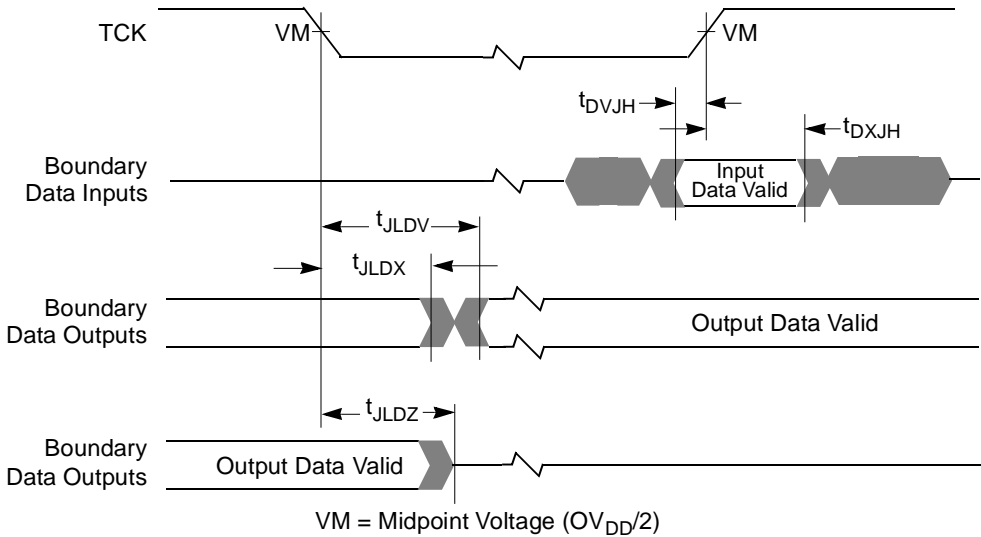 TCK
VM
VM
tDVJH
tDXJH
Boundary
Data Inputs
Input
Data Valid
tJLDV
tJLDX
Boundary
Data Outputs
Output Data Valid
tJLDZ
Boundary
Data Outputs
Output Data Valid
VM = Midpoint Voltage (OVDD/2)